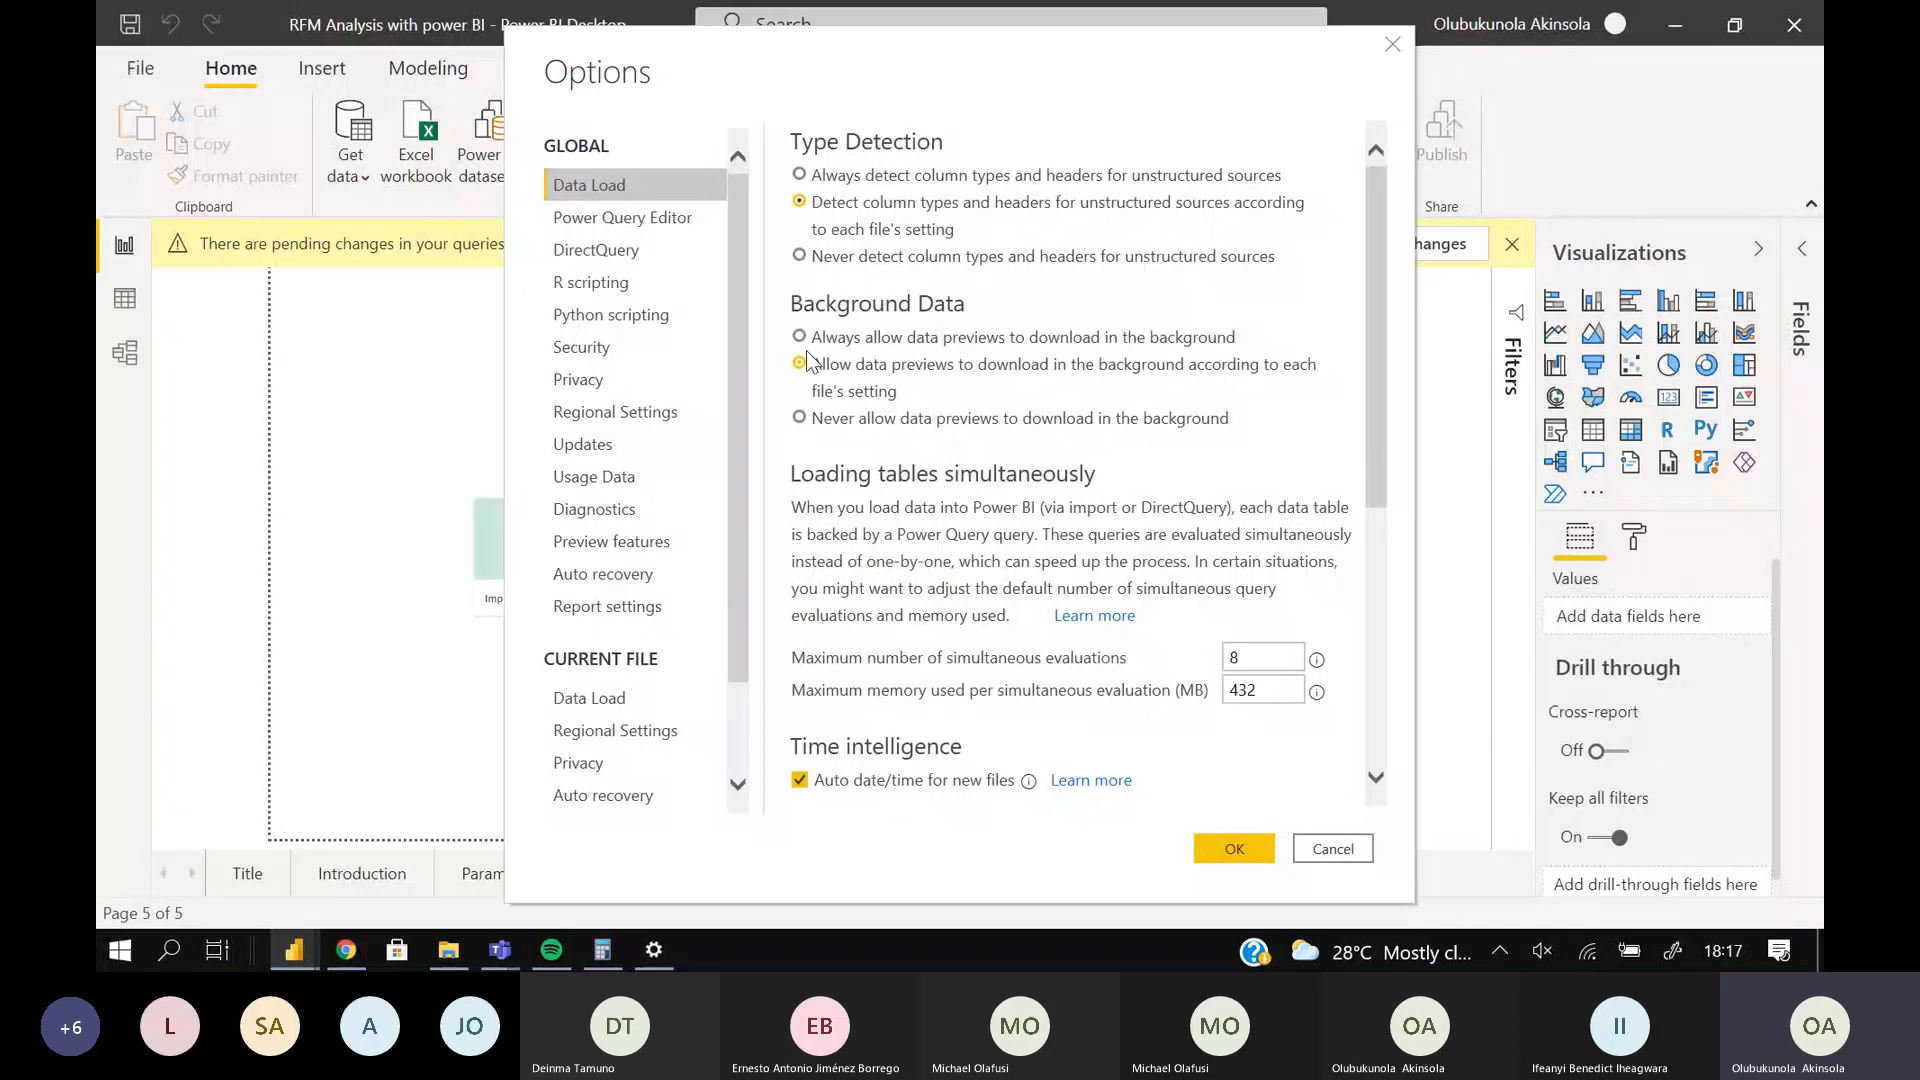 RFM Analysis with power BI - Power BI Desktop
Search
Olubukunola Akinsola
File
Home
Insert
Modeling
Paste
Cut
Copy
Format painter
Clipboard
Get
data
Excel
workbook
Power
datase
Publish
Share
There are pending changes in your queries
hanges
Options
GLOBAL
Data Load
Power Query Editor
DirectQuery
R scripting
Python scripting
Security
Privacy
Regional Settings
Updates
Usage Data
Diagnostics
Preview features
Auto recovery
Report settings
CURRENT FILE
Data Load
Regional Settings
Privacy
Auto recovery
Type Detection
Always detect column types and headers for unstructured sources
Detect column types and headers for unstructured sources according
to each file's setting
Never detect column types and headers for unstructured sources
Background Data
Always allow data previews to download in the background
Allow data previews to download in the background according to each
file's setting
Never allow data previews to download in the background
Loading tables simultaneously
When you load data into Power BI (via import or DirectQuery), each data table
is backed by a Power Query query. These queries are evaluated simultaneously
instead of one-by-one, which can speed up the process. In certain situations,
you might want to adjust the default number of simultaneous query
evaluations and memory used. Learn more
Maximum number of simultaneous evaluations 8
Maximum memory used per simultaneous evaluation (MB) 432
Time intelligence
Auto date/time for new files Learn more
OK
Cancel
Imp
Filters
Visualizations
Fields
123
R
Py
Values
Add data fields here
Drill through
Cross-report
Off
Keep all filters
On
Add drill-through fields here
Title
Introduction
Param
Page 5 of 5
28°C Mostly cl...
18:17
+6
L
SA
A
JO
DT
Deinma Tamuno
EB
Ernesto Antonio Jiménez Borrego
MO
Michael Olafusi
MO
Michael Olafusi
OA
Olubukunola Akinsola
II
Ifeanyi Benedict Iheagwara
OA
Olubukunola Akinsola